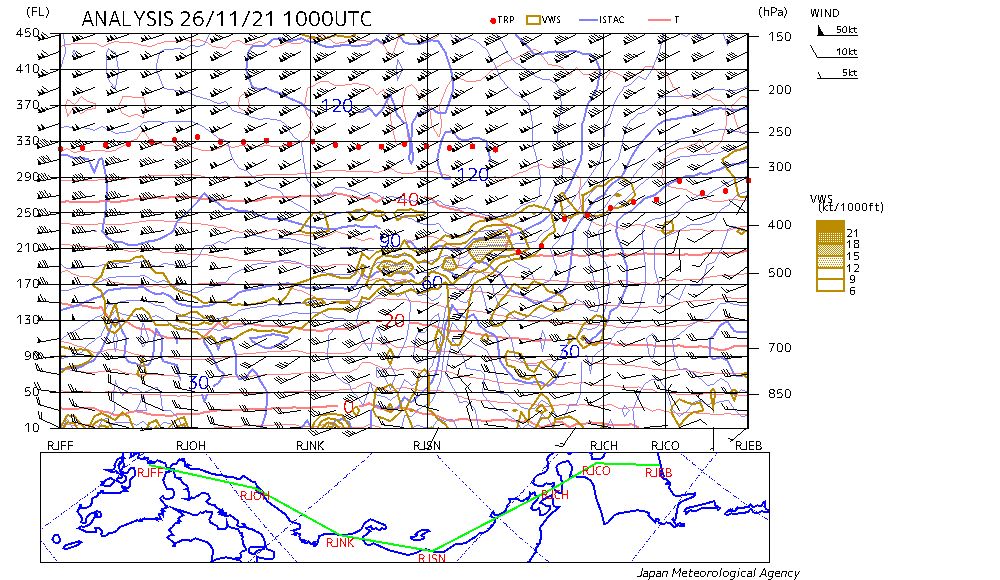 (FL) ANALYSIS 26/11/21 1000UTC TRP VWS ISTAC T (hPa) WIND
450 150 50kt
410 10kt
5kt
370 120 200
330 250
290 120 300
250 40 VWS
(kt/1000ft)
90 400
210 21
18
15
60 500 12
170 9
6
130 20
90 30 700
30
50 850
10 0
RJFF RJOH RJNK RJSN RJCH RJCO RJEB
RJFF RJOH RJNK RJSN RJCH RJCO RJEB
Japan Meteorological Agency